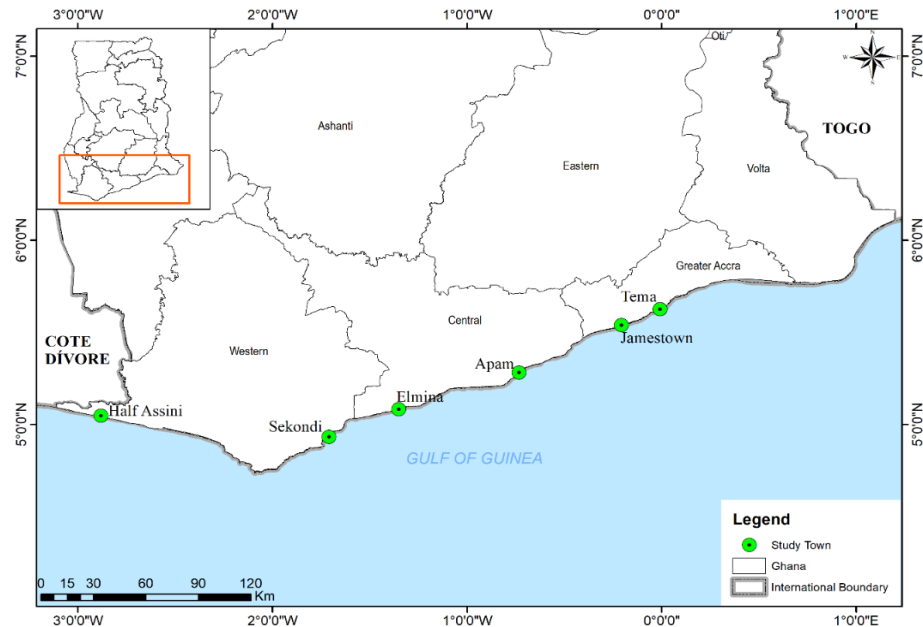 3°0'0"W 2°0'0"W 1°0'0"W 0°0'0" 1°0'0"E
7°0'0"N
7°0'0"N
Oti
N
W E
S
Ashanti
TOGO
Eastern
Volta
6°0'0"N
6°0'0"N
Greater Accra
Tema
Central
Jamestown
COTE
DÍVORE
Western
Apam
Elmina
Half Assini
Sekondi
5°0'0"N
5°0'0"N
GULF OF GUINEA
Legend
Study Town
Ghana
International Boundary
0 15 30 60 90 120
Km
3°0'0"W 2°0'0"W 1°0'0"W 0°0'0" 1°0'0"E